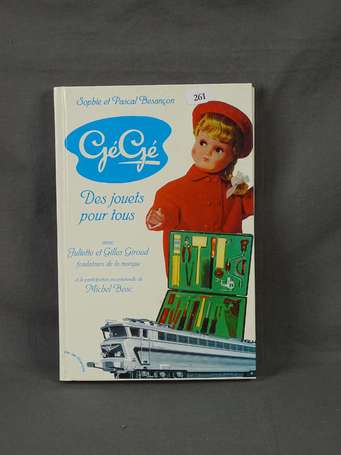 Sophie et Pascal Besançon
261
GéGé
Des jouets
pour tous
avec
Juliette et Gilles Giroud
fondateurs de la marque
et la participation exceptionnelle de
Michel Bosc